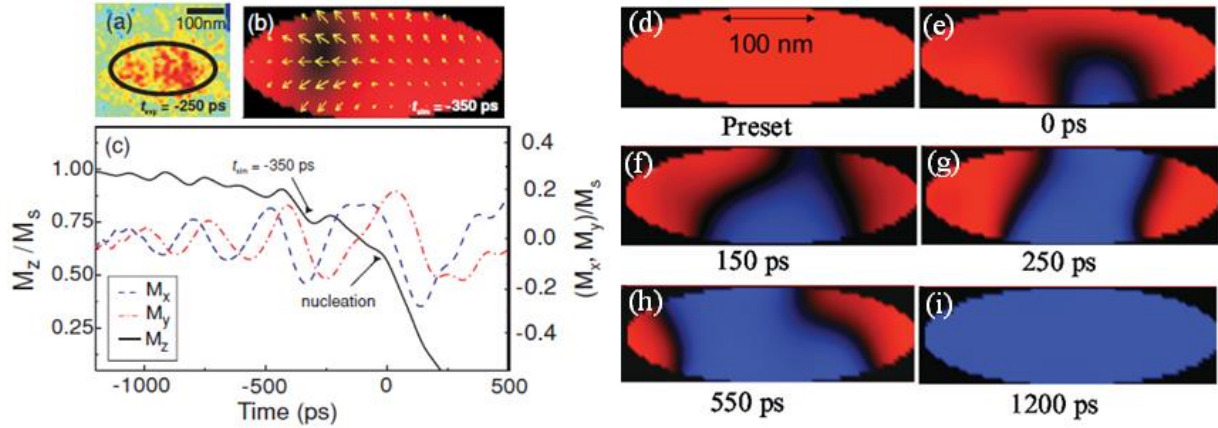 (a)
100nm
t_exp = -250 ps
(b)
t_sim = -350 ps
(c)
M_z / M_s
1.00
0.75
0.50
0.25
t_sim = -350 ps
nucleation
M_x
M_y
M_z
0.4
0.2
0.0
-0.2
-0.4
(M_x, M_y)/M_s
-1000
-500
0
500
Time (ps)
(d)
100 nm
Preset
(e)
0 ps
(f)
150 ps
(g)
250 ps
(h)
550 ps
(i)
1200 ps